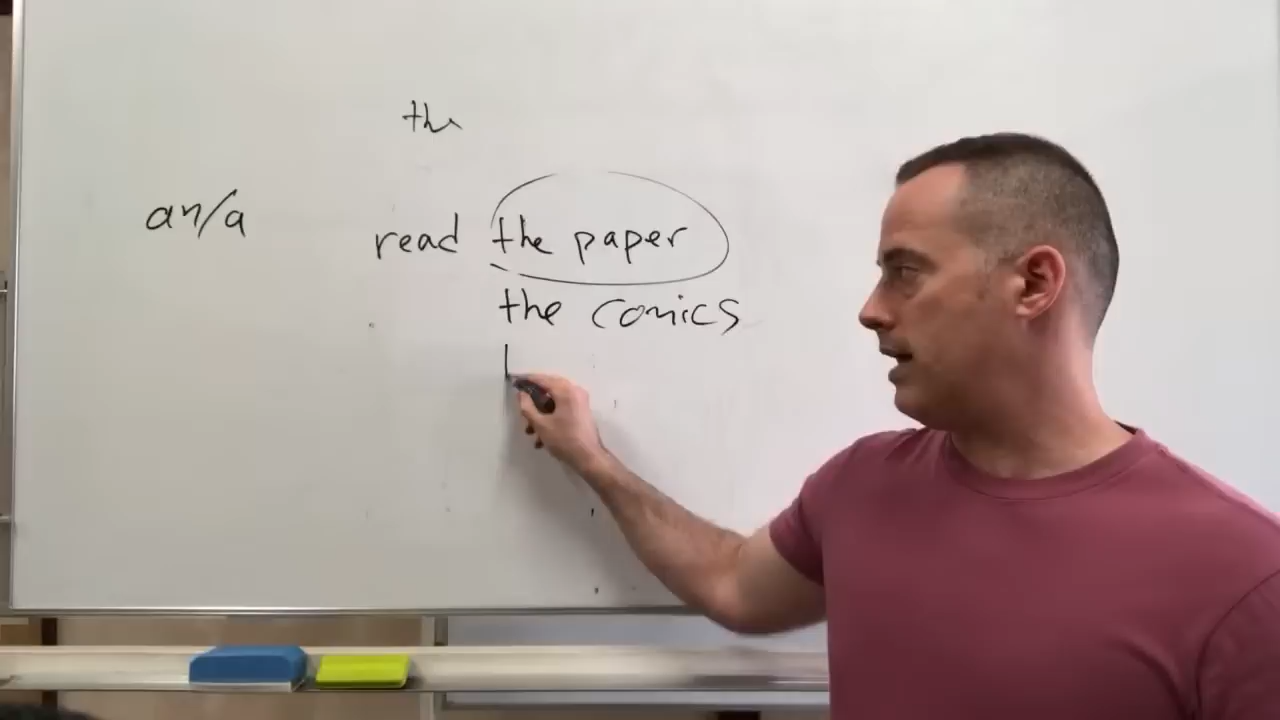 the
an/a
read the paper
the comics